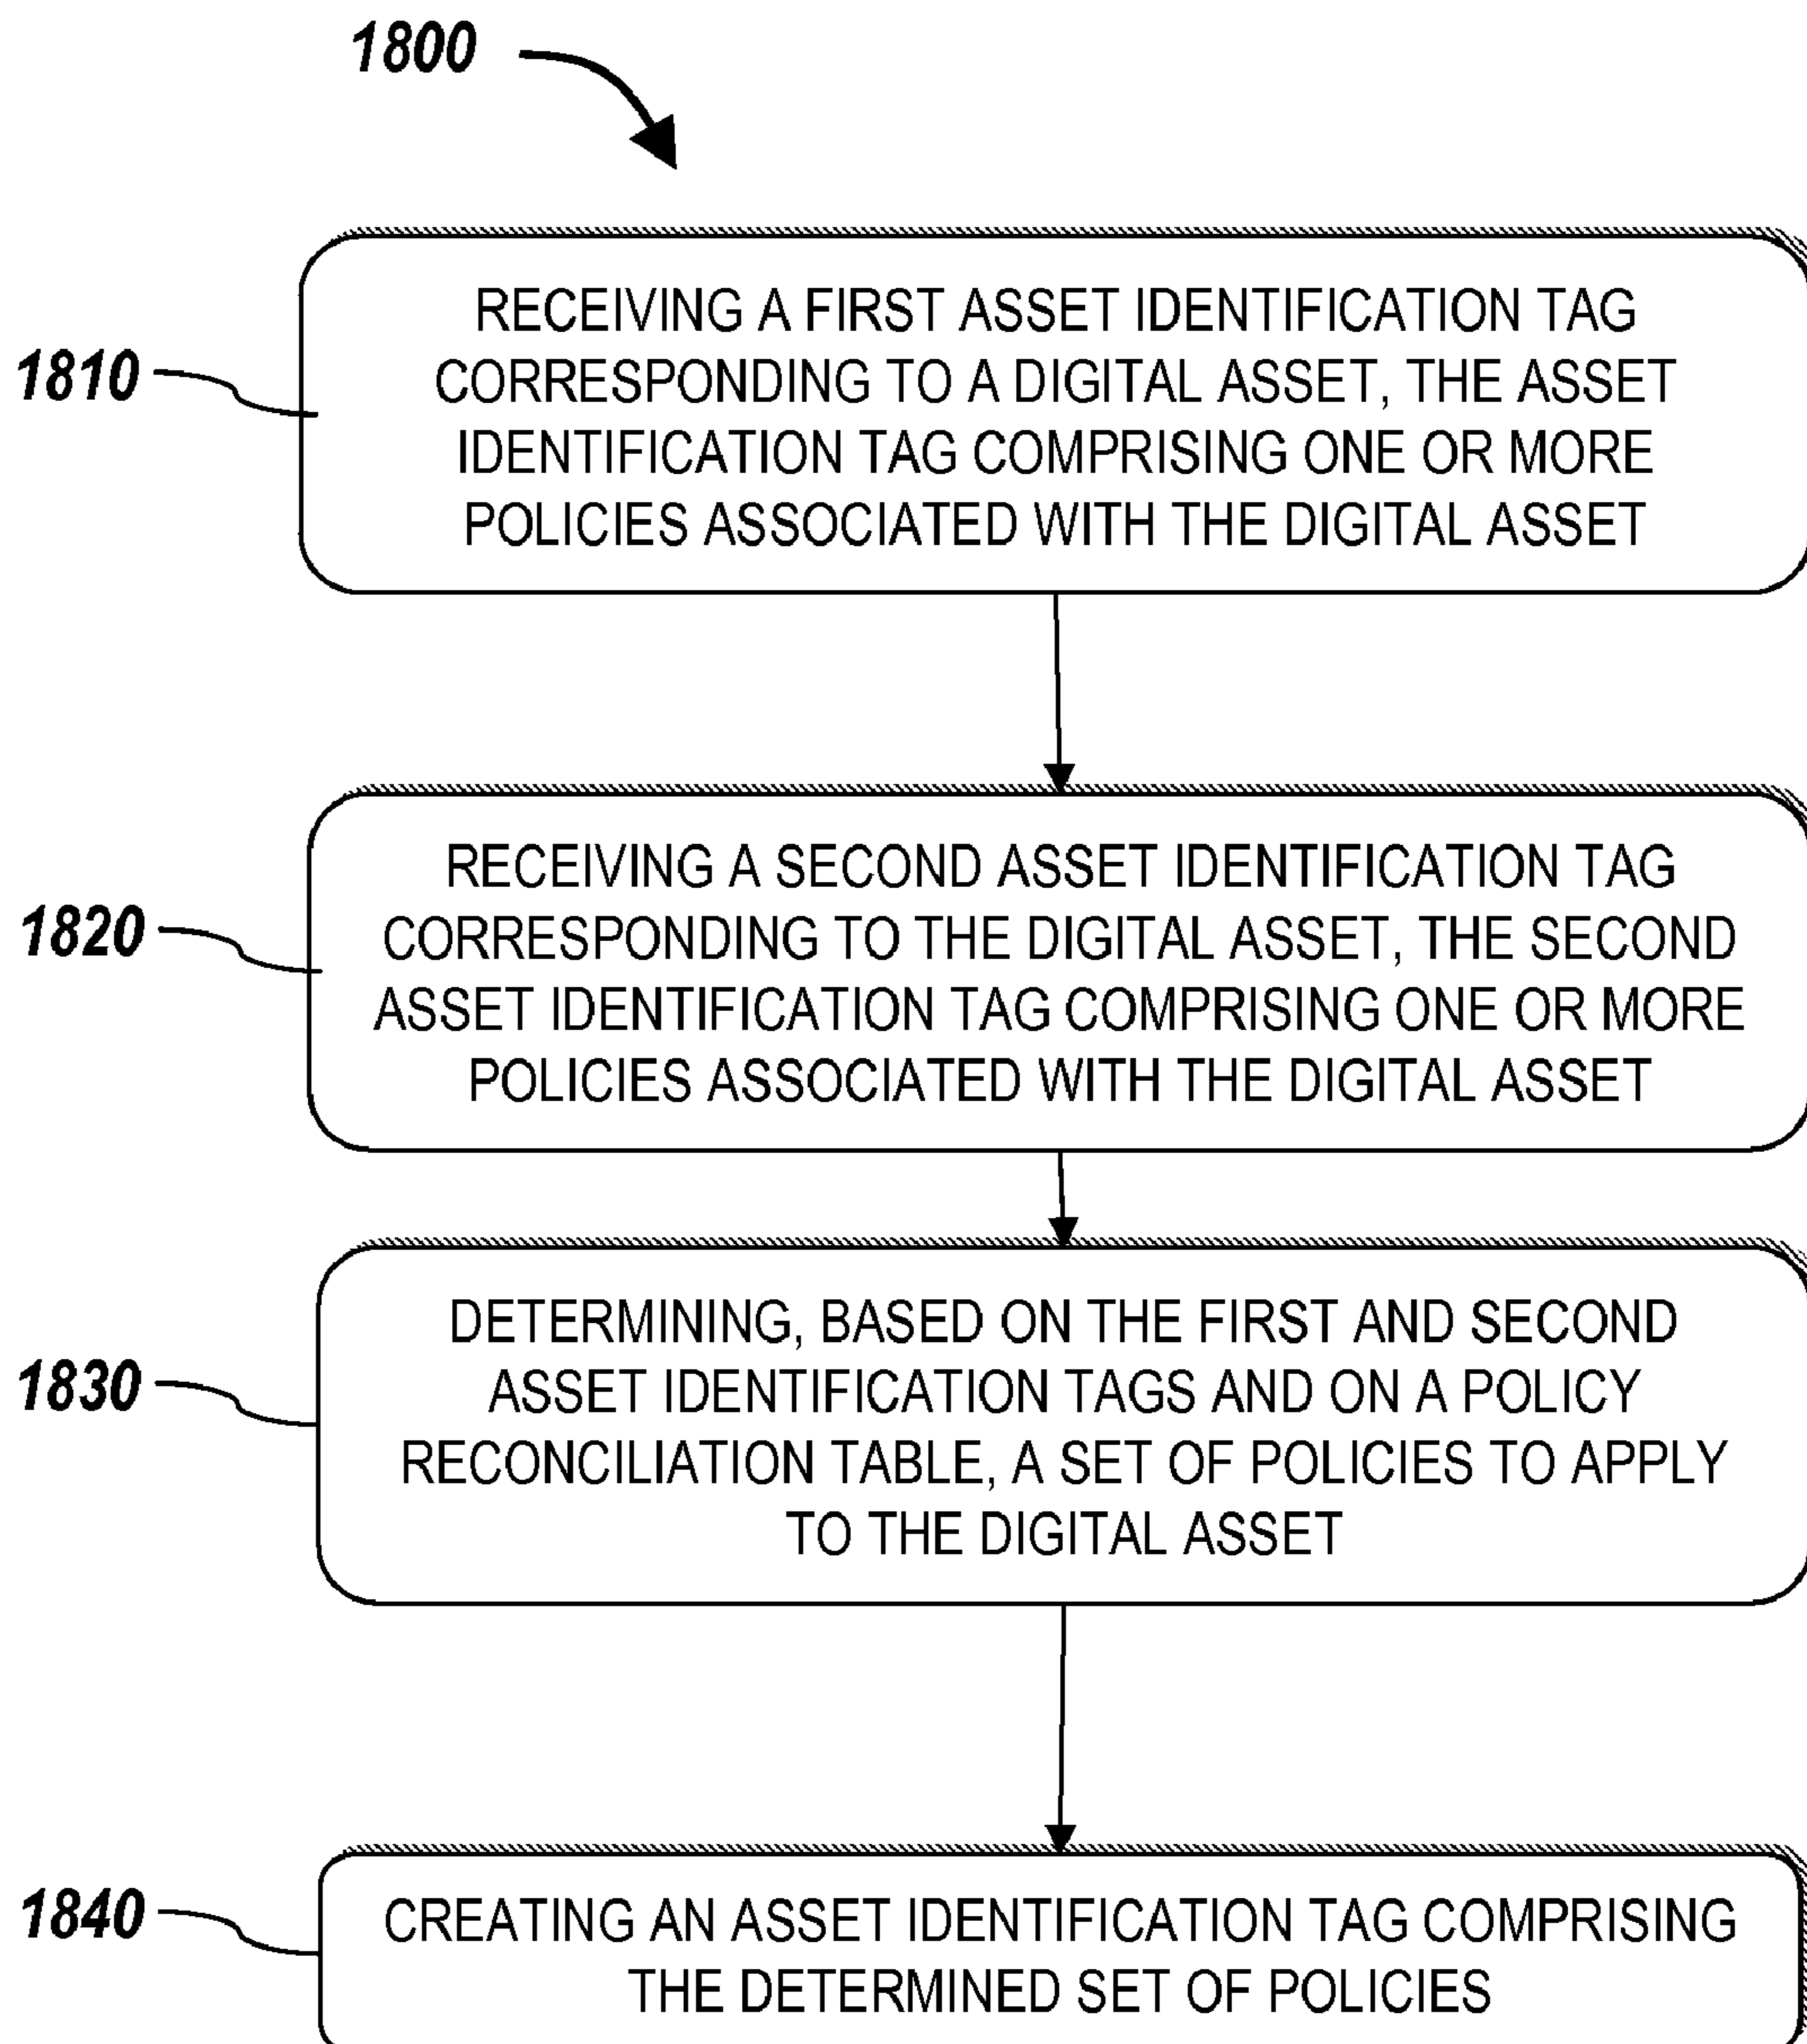 1800
1810
RECEIVING A FIRST ASSET IDENTIFICATION TAG
CORRESPONDING TO A DIGITAL ASSET, THE ASSET
IDENTIFICATION TAG COMPRISING ONE OR MORE
POLICIES ASSOCIATED WITH THE DIGITAL ASSET
1820
RECEIVING A SECOND ASSET IDENTIFICATION TAG
CORRESPONDING TO THE DIGITAL ASSET, THE SECOND
ASSET IDENTIFICATION TAG COMPRISING ONE OR MORE
POLICIES ASSOCIATED WITH THE DIGITAL ASSET
1830
DETERMINING, BASED ON THE FIRST AND SECOND
ASSET IDENTIFICATION TAGS AND ON A POLICY
RECONCILIATION TABLE, A SET OF POLICIES TO APPLY
TO THE DIGITAL ASSET
1840
CREATING AN ASSET IDENTIFICATION TAG COMPRISING
THE DETERMINED SET OF POLICIES